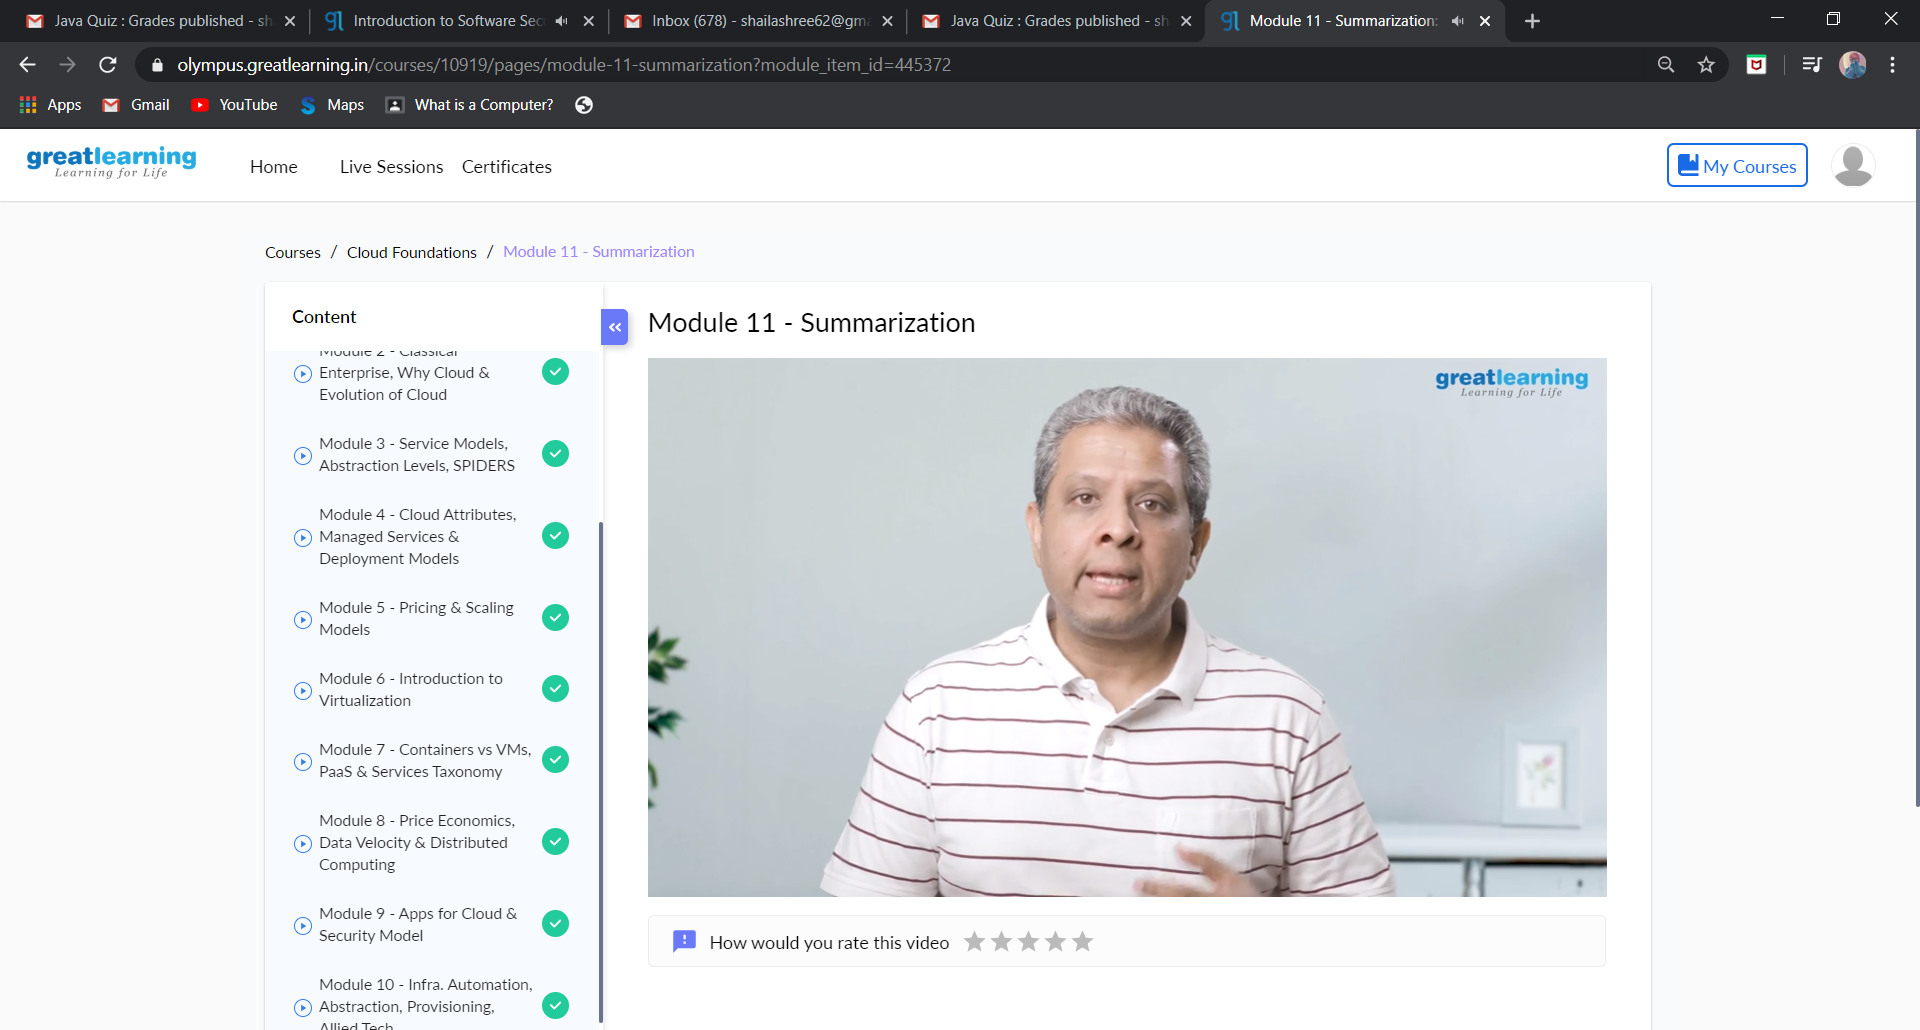 Java Quiz : Grades published - sh
Introduction to Software Sec
Inbox (678) - shailashree62@gma
Java Quiz : Grades published - sh
Module 11 - Summarization:
olympus.greatlearning.in/courses/10919/pages/module-11-summarization?module_item_id=445372
Apps
Gmail
YouTube
Maps
What is a Computer?
greatlearning
Learning for Life
Home
Live Sessions
Certificates
My Courses
Courses / Cloud Foundations / Module 11 - Summarization
Content
Module 2 - Classical
Enterprise, Why Cloud &
Evolution of Cloud
Module 3 - Service Models,
Abstraction Levels, SPIDERS
Module 4 - Cloud Attributes,
Managed Services &
Deployment Models
Module 5 - Pricing & Scaling
Models
Module 6 - Introduction to
Virtualization
Module 7 - Containers vs VMs,
PaaS & Services Taxonomy
Module 8 - Price Economics,
Data Velocity & Distributed
Computing
Module 9 - Apps for Cloud &
Security Model
Module 10 - Infra. Automation,
Abstraction, Provisioning,
Allied Tech
Module 11 - Summarization
greatlearning
Learning for Life
How would you rate this video